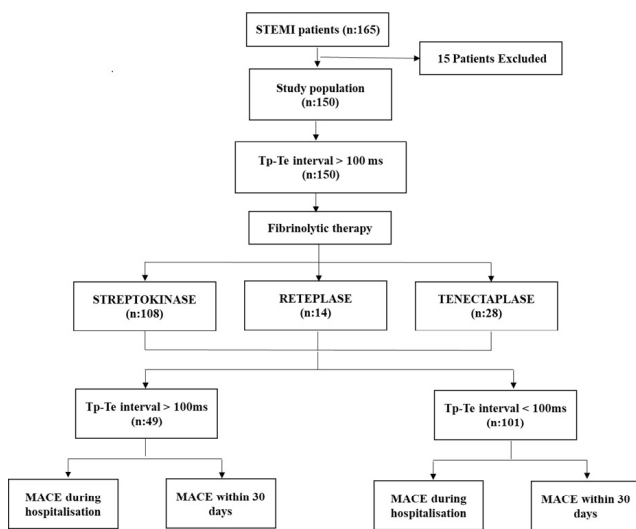 STEMI patients (n:165)
15 Patients Excluded
Study population
(n:150)
Tp-Te interval > 100 ms
(n:150)
Fibrinolytic therapy
STREPTOKINASE
(n:108)
RETEPLASE
(n:14)
TENECTAPLASE
(n:28)
Tp-Te interval > 100ms
(n:49)
Tp-Te interval < 100ms
(n:101)
MACE during
hospitalisation
MACE within 30
days
MACE during
hospitalisation
MACE within 30
days